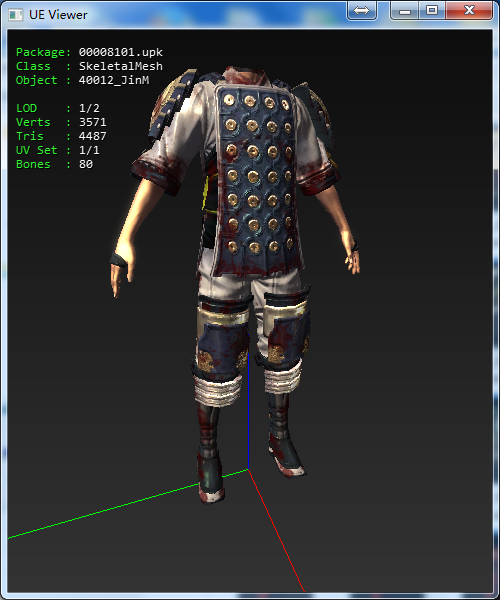 UE Viewer
Package: 00008101.upk
Class : SkeletalMesh
Object : 40012_JinM
LOD : 1/2
Verts : 3571
Tris : 4487
UV Set : 1/1
Bones : 80